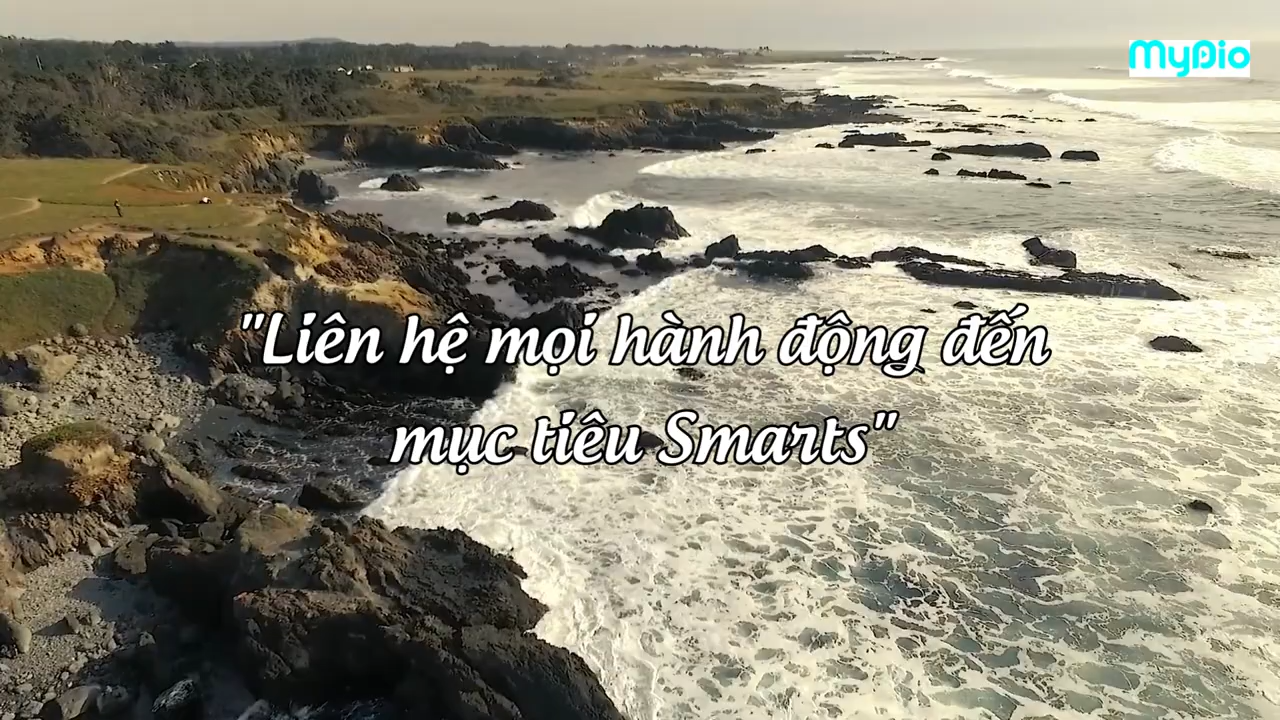 MyDio
"Liên hệ mọi hành động đến
mục tiêu Smarts"